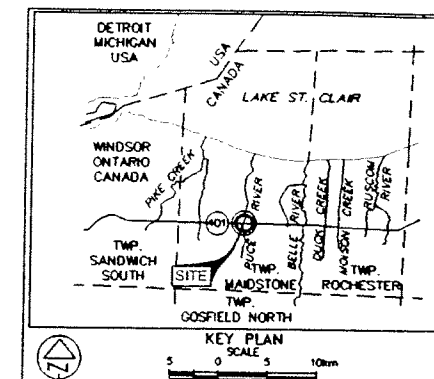 DETROIT
MICHIGAN
USA
USA
CANADA
LAKE ST. CLAIR
WINDSOR
ONTARIO
CANADA
PIKE CREEK
401
PUCE RIVER
BELLE RIVER
DUCK CREEK
MOISON CREEK
RUSCOM RIVER
TWP.
SANDWICH
SOUTH
SITE
TWP.
MAIDSTONE
TWP.
ROCHESTER
TWP.
GOSFIELD NORTH
KEY PLAN
SCALE
5 0 5 10km
N